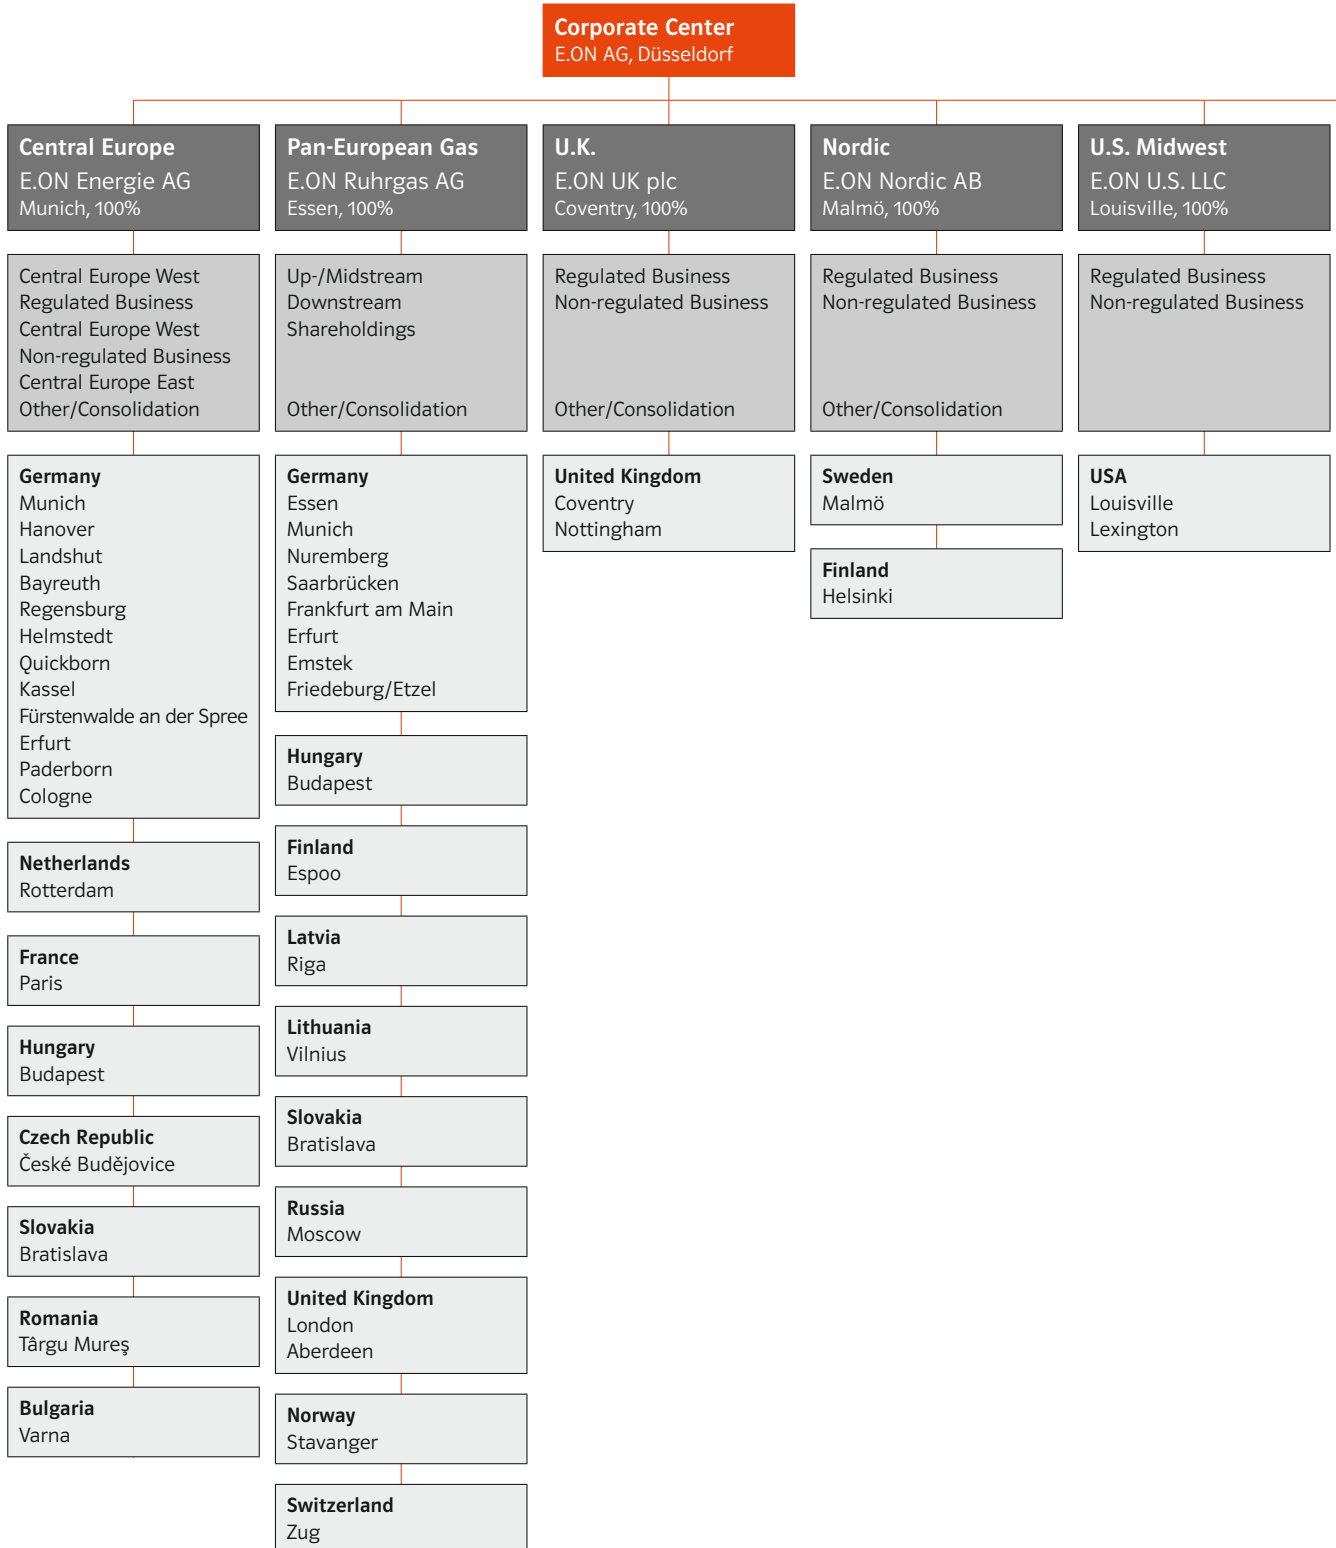 Corporate Center
E.ON AG, Düsseldorf
Central Europe
E.ON Energie AG
Munich, 100%
Central Europe West
Regulated Business
Central Europe West
Non-regulated Business
Central Europe East
Other/Consolidation
Germany
Munich
Hanover
Landshut
Bayreuth
Regensburg
Helmstedt
Quickborn
Kassel
Fürstenwalde an der Spree
Erfurt
Paderborn
Cologne
Netherlands
Rotterdam
France
Paris
Hungary
Budapest
Czech Republic
České Budějovice
Slovakia
Bratislava
Romania
Târgu Mureş
Bulgaria
Varna
Pan-European Gas
E.ON Ruhrgas AG
Essen, 100%
Up-/Midstream
Downstream
Shareholdings
Other/Consolidation
Germany
Essen
Munich
Nuremberg
Saarbrücken
Frankfurt am Main
Erfurt
Emstek
Friedeburg/Etzel
Hungary
Budapest
Finland
Espoo
Latvia
Riga
Lithuania
Vilnius
Slovakia
Bratislava
Russia
Moscow
United Kingdom
London
Aberdeen
Norway
Stavanger
Switzerland
Zug
U.K.
E.ON UK plc
Coventry, 100%
Regulated Business
Non-regulated Business
Other/Consolidation
United Kingdom
Coventry
Nottingham
Nordic
E.ON Nordic AB
Malmö, 100%
Regulated Business
Non-regulated Business
Other/Consolidation
Sweden
Malmö
Finland
Helsinki
U.S. Midwest
E.ON U.S. LLC
Louisville, 100%
Regulated Business
Non-regulated Business
USA
Louisville
Lexington